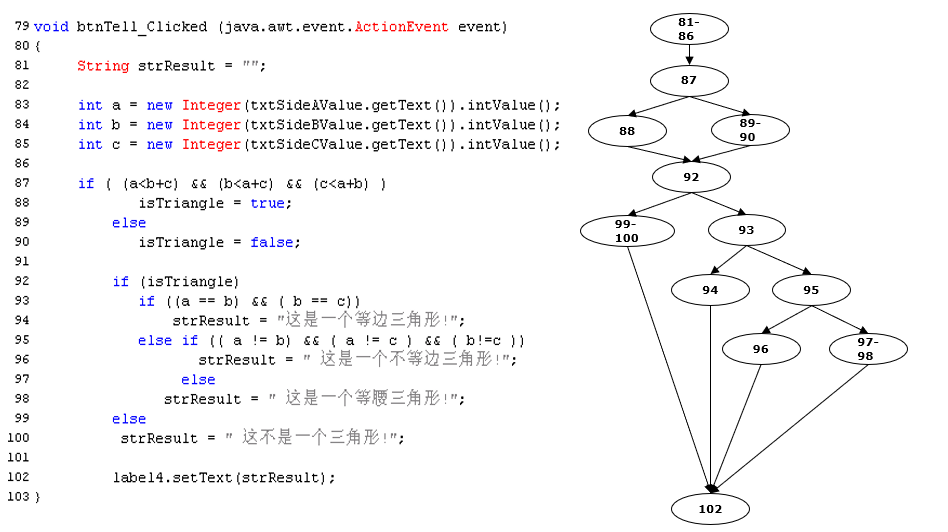 79 void btnTell_Clicked (java.awt.event.ActionEvent event)
80 {
81 String strResult = "";
82
83 int a = new Integer(txtSideAValue.getText()).intValue();
84 int b = new Integer(txtSideBValue.getText()).intValue();
85 int c = new Integer(txtSideCValue.getText()).intValue();
86
87 if ( (a<b+c) && (b<a+c) && (c<a+b) )
88 isTriangle = true;
89 else
90 isTriangle = false;
91
92 if (isTriangle)
93 if ((a == b) && ( b == c))
94 strResult = "这是一个等边三角形!";
95 else if (( a != b) && ( a != c ) && ( b!=c ))
96 strResult = " 这是一个不等边三角形!";
97 else
98 strResult = " 这是一个等腰三角形!";
99 else
100 strResult = " 这不是一个三角形!";
101
102 label4.setText(strResult);
103 }
81-
86
87
88
89-
90
92
99-
100
93
94
95
96
97-
98
102